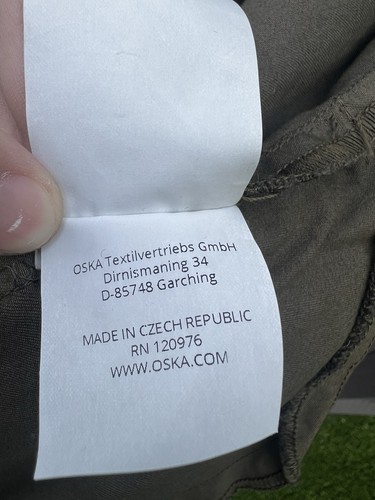 OSKA Textilvertriebs GmbH
Dirnismaning 34
D-85748 Garching
MADE IN CZECH REPUBLIC
RN 120976
WWW.OSKA.COM